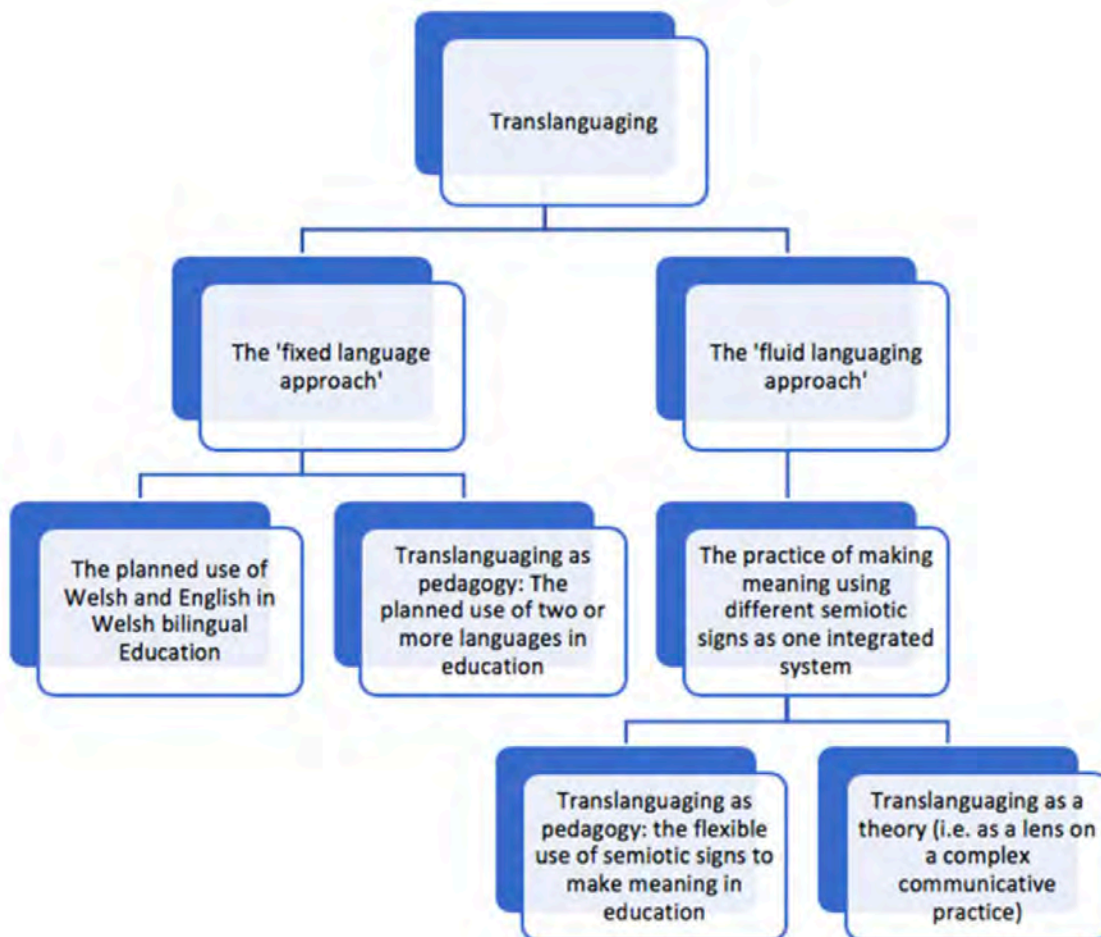 Translanguaging
The 'fixed language
approach'
The 'fluid languaging
approach'
The planned use of
Welsh and English in
Welsh bilingual
Education
Translanguaging as
pedagogy: The
planned use of two or
more languages in
education
The practice of making
meaning using
different semiotic
signs as one integrated
system
Translanguaging as
pedagogy: the flexible
use of semiotic signs to
make meaning in
education
Translanguaging as a
theory (i.e. as a lens on
a complex
communicative
practice)